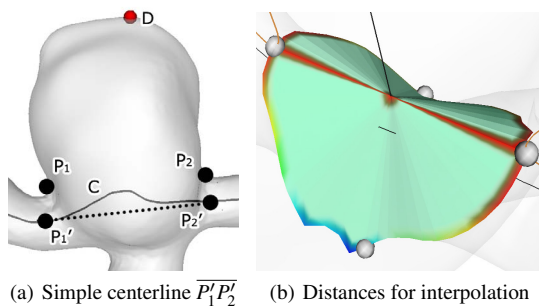 D
P₁
P₂
C
P₁′
P₂′
(a) Simple centerline P₁′P₂′
(b) Distances for interpolation